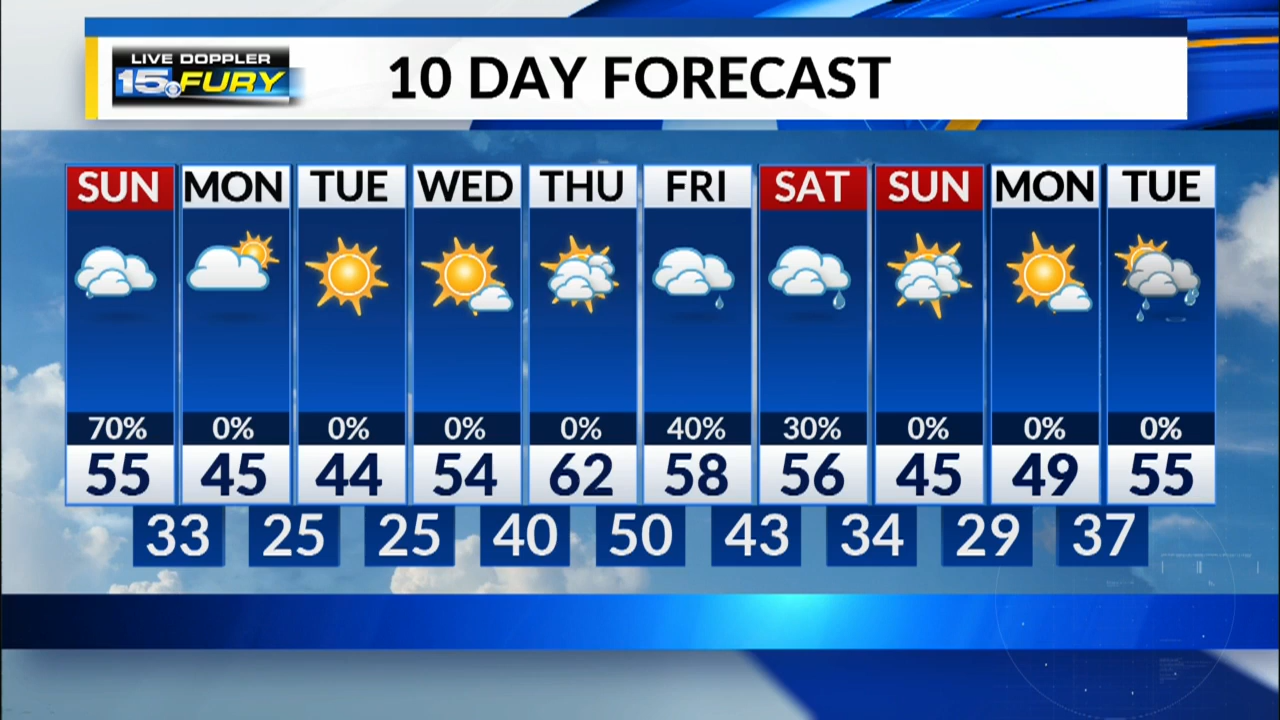 LIVE DOPPLER
15 FURY
10 DAY FORECAST
SUN MON TUE WED THU FRI SAT SUN MON TUE
70% 0% 0% 0% 0% 40% 30% 0% 0% 0%
55 45 44 54 62 58 56 45 49 55
33 25 25 40 50 43 34 29 37